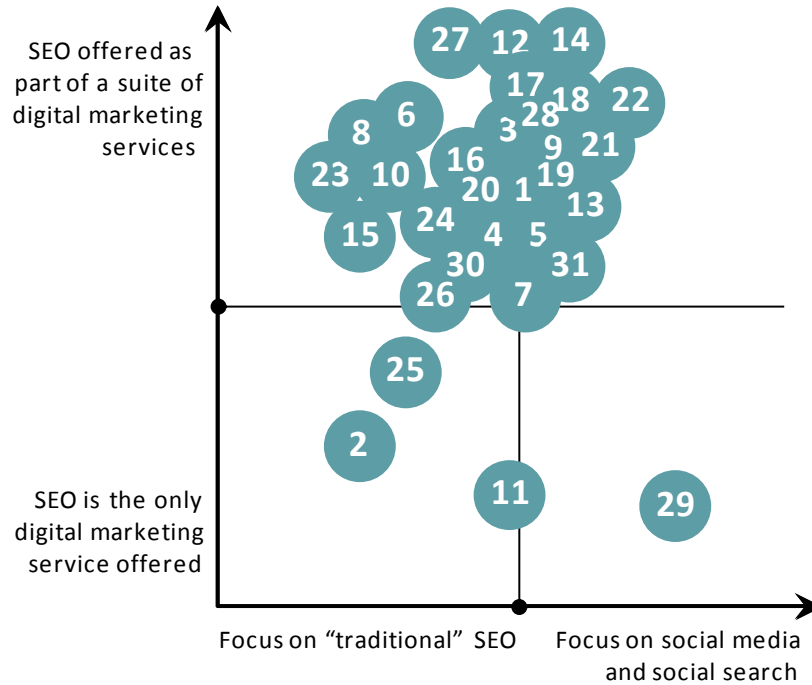 27 12 14
SEO offered as
part of a suite of
digital marketing
services
17 18 22
6 28
8 3 9 21
16
23 10 19
20 1 13
24
15 4 5
30 31
26 7
25
2
11 29
SEO is the only
digital marketing
service offered
Focus on “traditional” SEO
Focus on social media
and social search